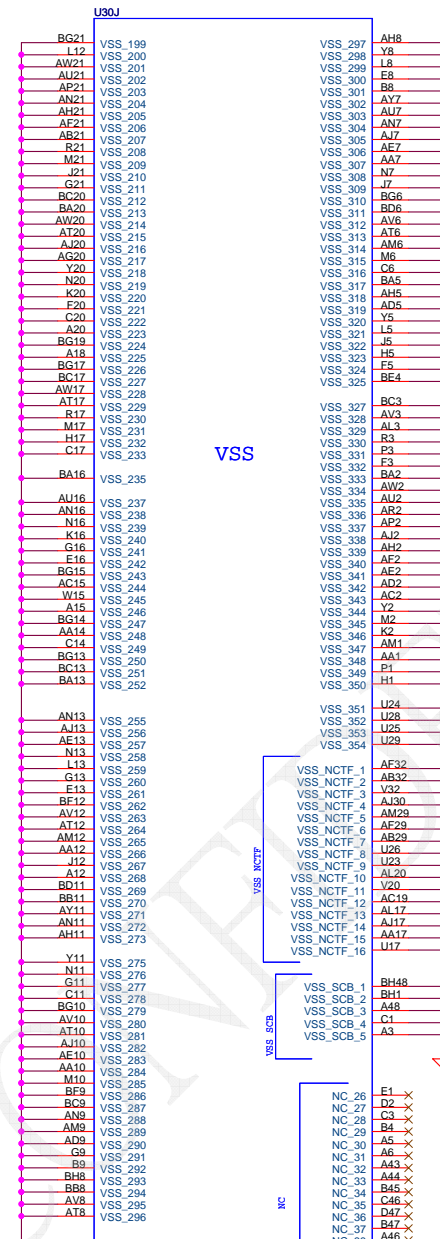 U30J
BG21 VSS_199
L12 VSS_200
AW21 VSS_201
AU21 VSS_202
AP21 VSS_203
AN21 VSS_204
AH21 VSS_205
AF21 VSS_206
AB21 VSS_207
R21 VSS_208
M21 VSS_209
J21 VSS_210
G21 VSS_211
BC20 VSS_212
BA20 VSS_213
AW20 VSS_214
AT20 VSS_215
AJ20 VSS_216
AG20 VSS_217
Y20 VSS_218
N20 VSS_219
K20 VSS_220
F20 VSS_221
C20 VSS_222
A20 VSS_223
BG19 VSS_224
A18 VSS_225
BG17 VSS_226
BC17 VSS_227
AW17 VSS_228
AT17 VSS_229
R17 VSS_230
M17 VSS_231
H17 VSS_232
C17 VSS_233
BA16 VSS_235
AU16 VSS_237
AN16 VSS_238
N16 VSS_239
K16 VSS_240
G16 VSS_241
E16 VSS_242
BG15 VSS_243
AC15 VSS_244
W15 VSS_245
A15 VSS_246
BG14 VSS_247
AA14 VSS_248
C14 VSS_249
BG13 VSS_250
BC13 VSS_251
BA13 VSS_252
AN13 VSS_255
AJ13 VSS_256
AE13 VSS_257
N13 VSS_258
L13 VSS_259
G13 VSS_260
E13 VSS_261
BF12 VSS_262
AV12 VSS_263
AT12 VSS_264
AM12 VSS_265
AA12 VSS_266
J12 VSS_267
A12 VSS_268
BD11 VSS_269
BB11 VSS_270
AY11 VSS_271
AN11 VSS_272
AH11 VSS_273
Y11 VSS_275
N11 VSS_276
G11 VSS_277
C11 VSS_278
BG10 VSS_279
AV10 VSS_280
AT10 VSS_281
AJ10 VSS_282
AE10 VSS_283
AA10 VSS_284
M10 VSS_285
BF9 VSS_286
BC9 VSS_287
AN9 VSS_288
AM9 VSS_289
AD9 VSS_290
G9 VSS_291
B9 VSS_292
BH8 VSS_293
BB8 VSS_294
AV8 VSS_295
AT8 VSS_296
VSS
VSS_297 AH8
VSS_298 Y8
VSS_299 L8
VSS_300 E8
VSS_301 B8
VSS_302 AY7
VSS_303 AU7
VSS_304 AN7
VSS_305 AJ7
VSS_306 AE7
VSS_307 AA7
VSS_308 N7
VSS_309 J7
VSS_310 BG6
VSS_311 BD6
VSS_312 AV6
VSS_313 AT6
VSS_314 AM6
VSS_315 M6
VSS_316 C6
VSS_317 BA5
VSS_318 AH5
VSS_319 AD5
VSS_320 Y5
VSS_321 L5
VSS_322 J5
VSS_323 H5
VSS_324 F5
VSS_325 BE4
VSS_327 BC3
VSS_328 AV3
VSS_329 AL3
VSS_330 R3
VSS_331 P3
VSS_332 F3
VSS_333 BA2
VSS_334 AW2
VSS_335 AU2
VSS_336 AR2
VSS_337 AP2
VSS_338 AJ2
VSS_339 AH2
VSS_340 AF2
VSS_341 AE2
VSS_342 AD2
VSS_343 AC2
VSS_344 Y2
VSS_345 M2
VSS_346 K2
VSS_347 AM1
VSS_348 AA1
VSS_349 P1
VSS_350 H1
VSS_351 U24
VSS_352 U28
VSS_353 U25
VSS_354 U29
VSS NCTF
VSS_NCTF_1 AF32
VSS_NCTF_2 AB32
VSS_NCTF_3 V32
VSS_NCTF_4 AJ30
VSS_NCTF_5 AM29
VSS_NCTF_6 AF29
VSS_NCTF_7 AB29
VSS_NCTF_8 U26
VSS_NCTF_9 U23
VSS_NCTF_10 AL20
VSS_NCTF_11 V20
VSS_NCTF_12 AC19
VSS_NCTF_13 AL17
VSS_NCTF_14 AJ17
VSS_NCTF_15 AA17
VSS_NCTF_16 U17
VSS SCB
VSS_SCB_1 BH48
VSS_SCB_2 BH1
VSS_SCB_3 A48
VSS_SCB_4 C1
VSS_SCB_5 A3
NC
NC_26 E1
NC_27 D2
NC_28 C3
NC_29 B4
NC_30 A5
NC_31 A6
NC_32 A43
NC_33 A44
NC_34 B45
NC_35 C46
NC_36 D47
NC_37 B47
A46